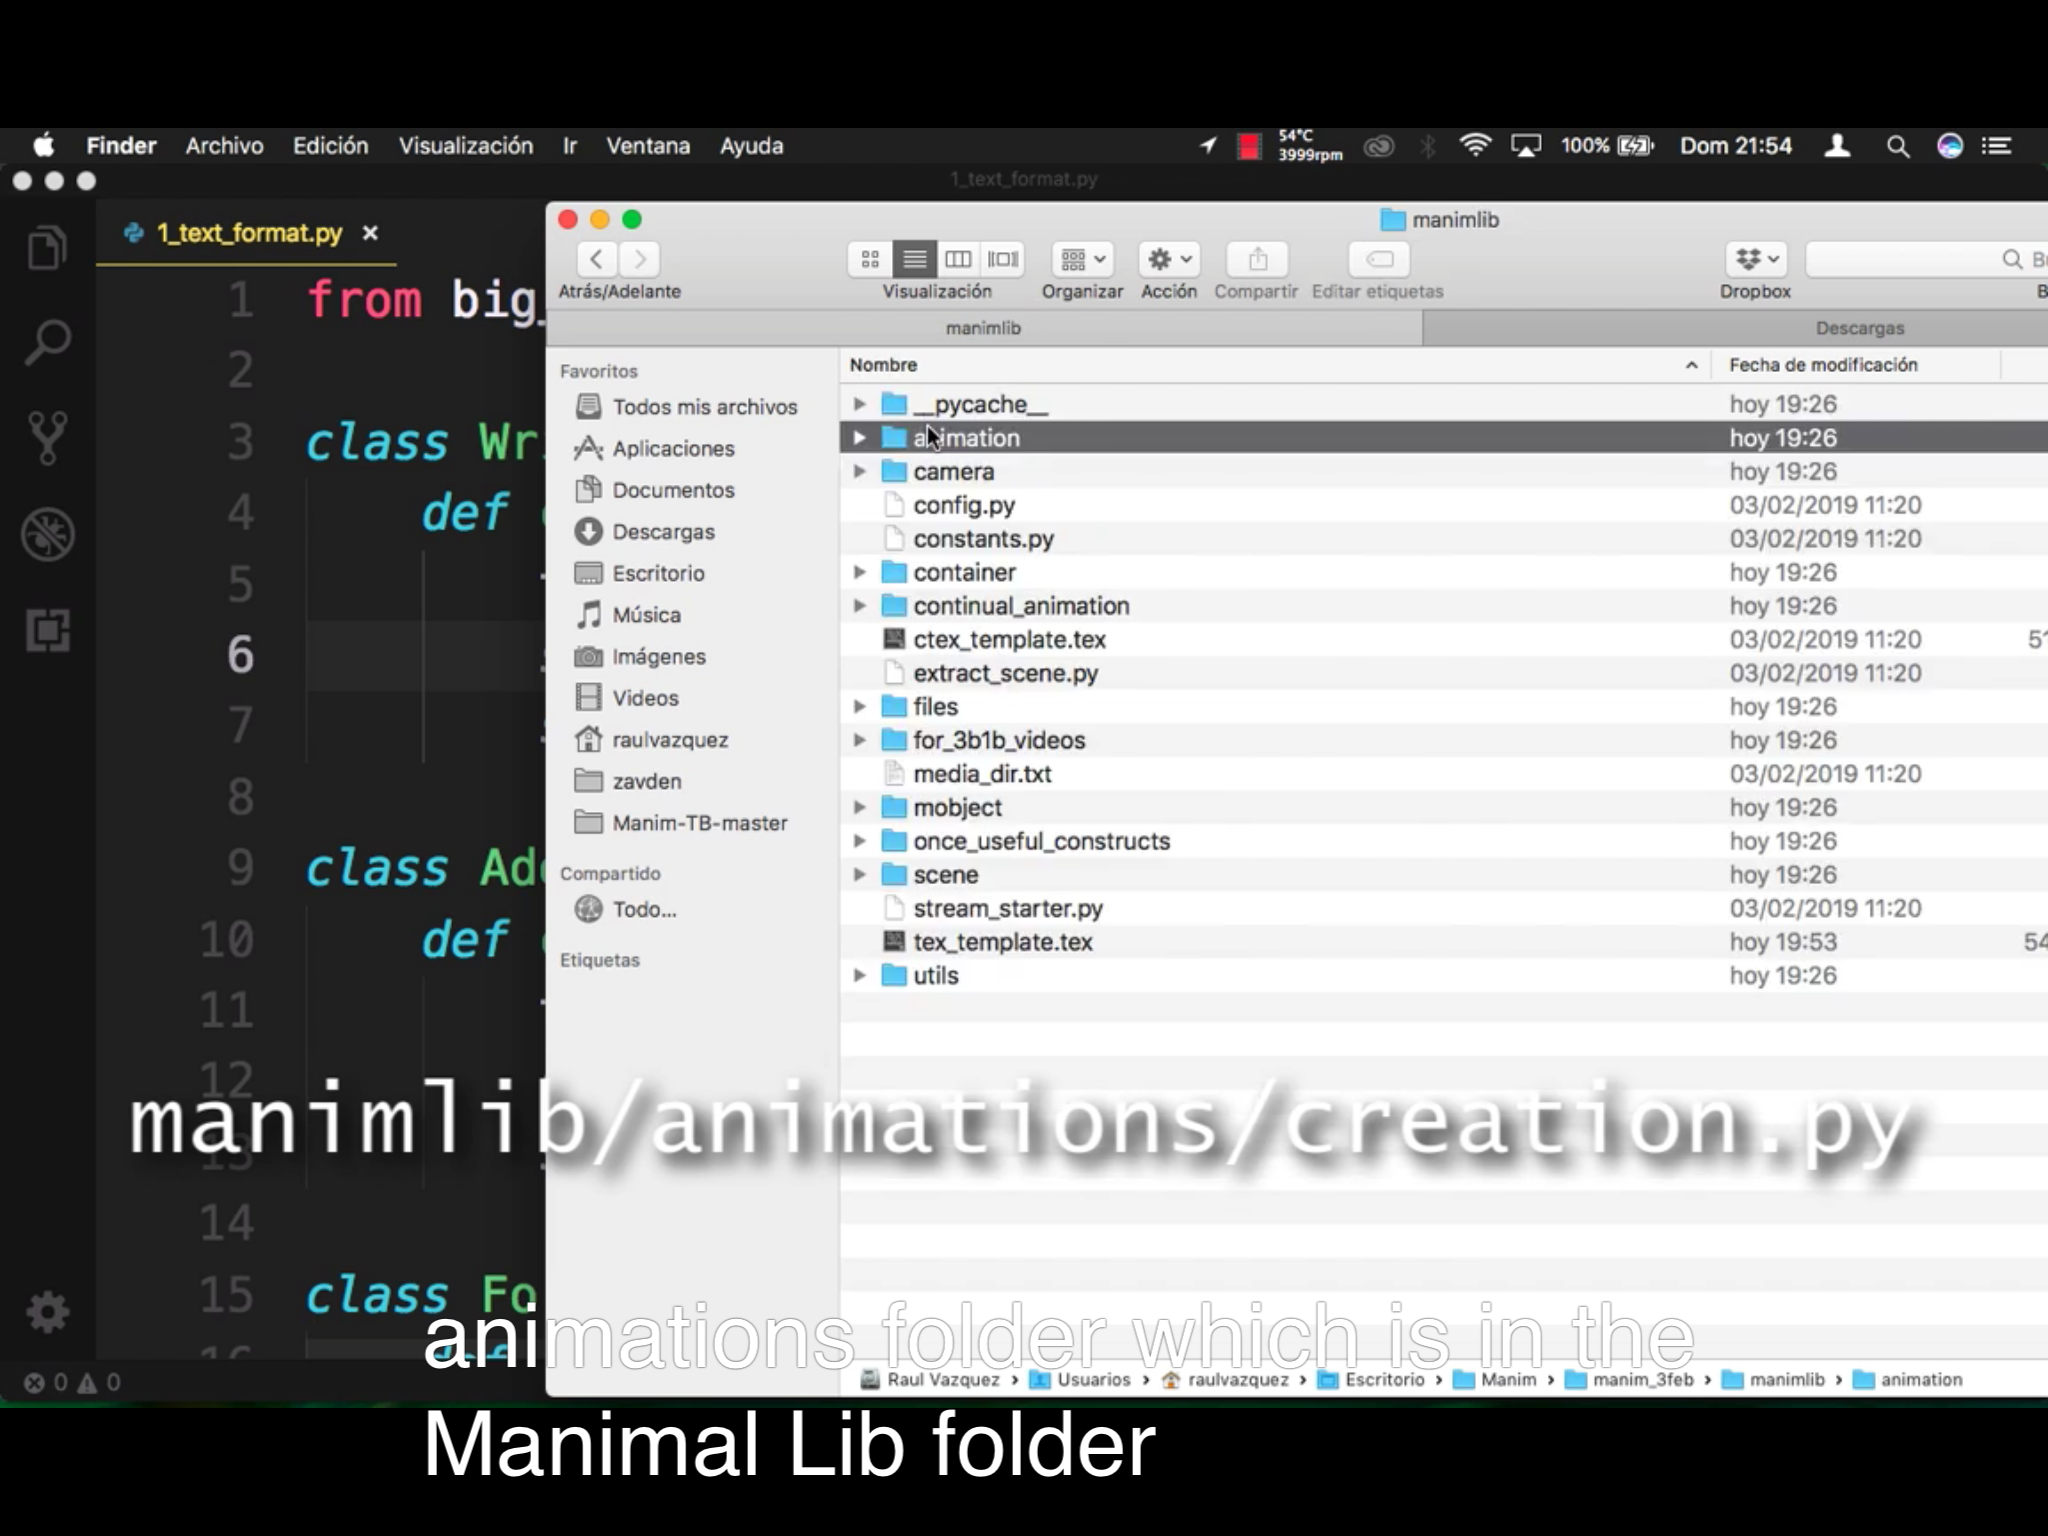 Finder Archivo Edición Visualización Ir Ventana Ayuda 54°C 3999rpm 100% Dom 21:54
1_text_format.py
1_text_format.py ×
manimlib
Atrás/Adelante Visualización Organizar Acción Compartir Editar etiquetas Dropbox
manimlib Descargas
1 from big_
2
3 class Wr
4 def
5
6
7
8
9 class Ad
10 def
11
12
13
14
15 class Fo
16 def
Favoritos
Todos mis archivos
Aplicaciones
Documentos
Descargas
Escritorio
Música
Imágenes
Videos
raulvazquez
zavden
Manim-TB-master
Compartido
Todo...
Etiquetas
Nombre Fecha de modificación
__pycache__ hoy 19:26
animation hoy 19:26
camera hoy 19:26
config.py 03/02/2019 11:20
constants.py 03/02/2019 11:20
container hoy 19:26
continual_animation hoy 19:26
ctex_template.tex 03/02/2019 11:20 51
extract_scene.py 03/02/2019 11:20
files hoy 19:26
for_3b1b_videos hoy 19:26
media_dir.txt 03/02/2019 11:20
mobject hoy 19:26
once_useful_constructs hoy 19:26
scene hoy 19:26
stream_starter.py 03/02/2019 11:20
tex_template.tex hoy 19:53 54
utils hoy 19:26
manimlib/animations/creation.py
animations folder which is in the
Manimal Lib folder
0 0
Raul Vazquez › Usuarios › raulvazquez › Escritorio › Manim › manim_3feb › manimlib › animation